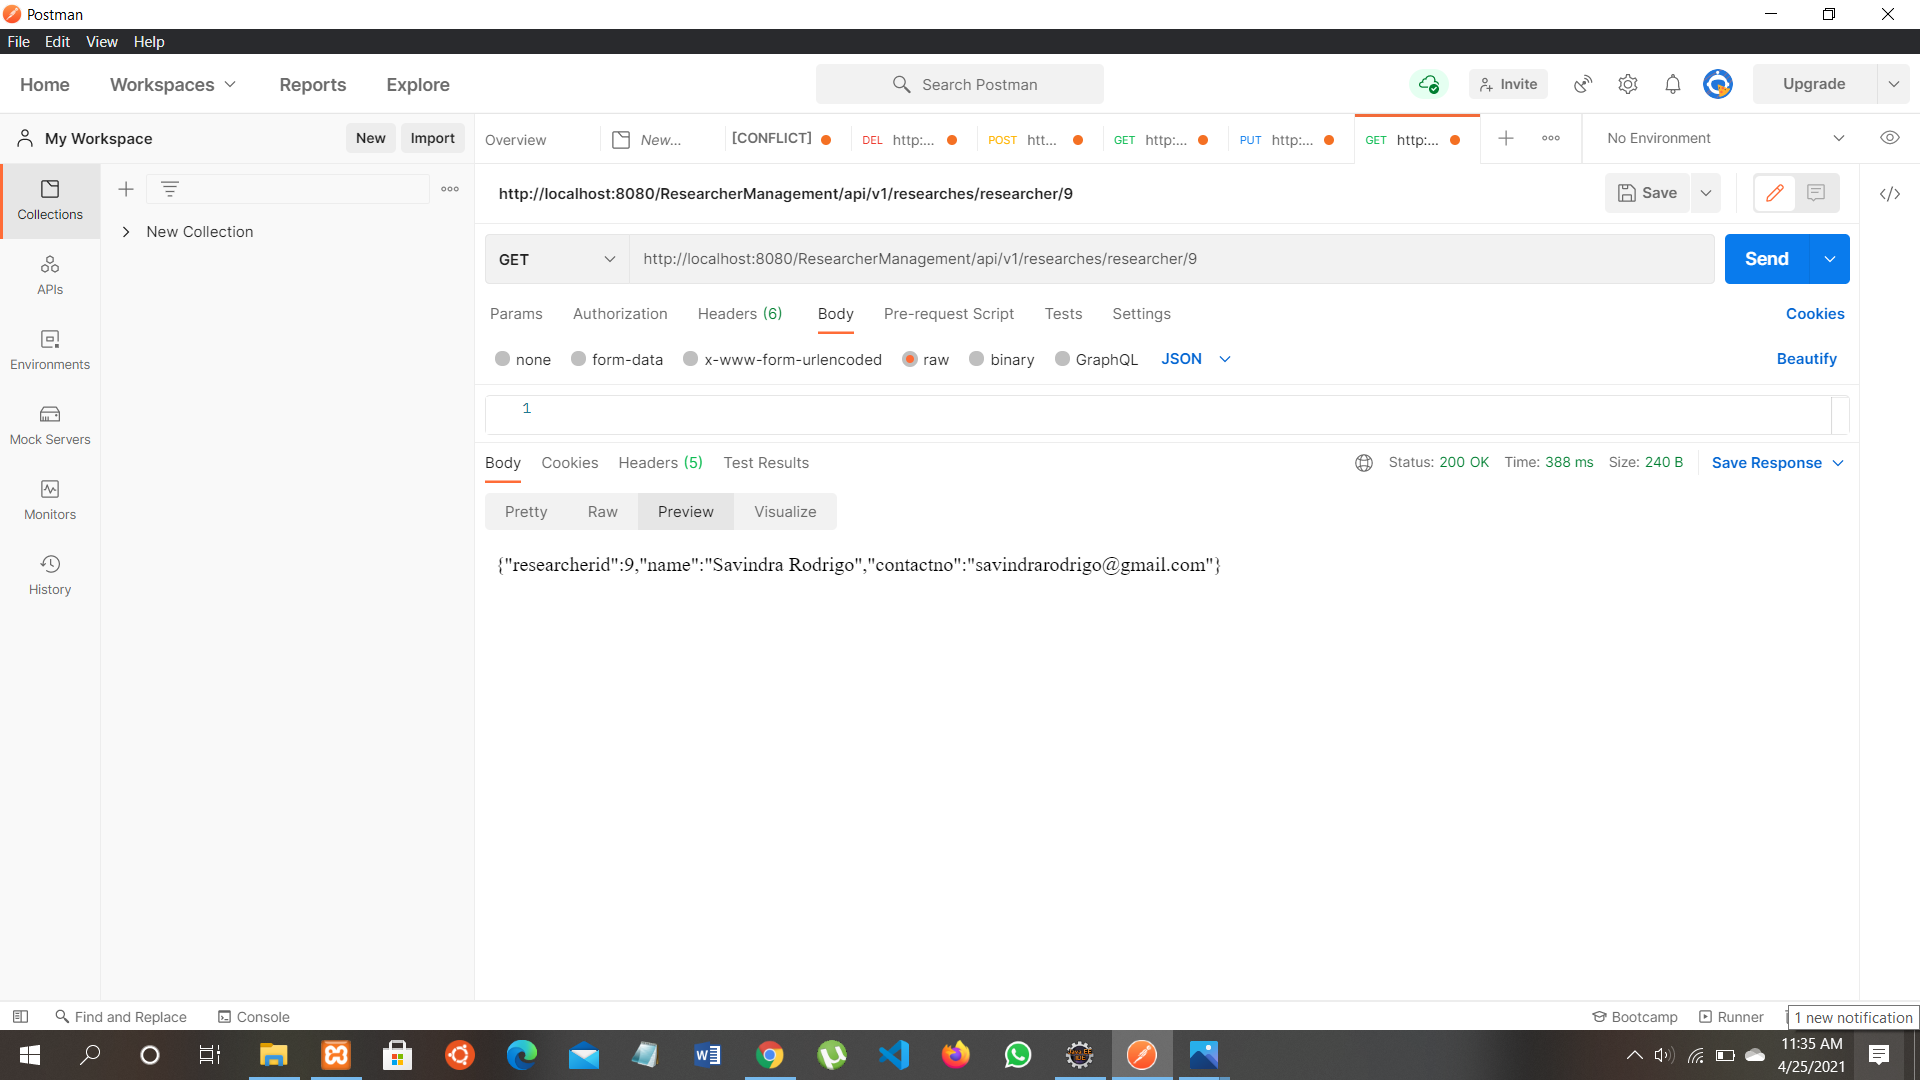 Postman
File Edit View Help
Home Workspaces Reports Explore Search Postman Invite Upgrade
My Workspace New Import Overview New... [CONFLICT] DEL http:... POST htt... GET http:... PUT http:... GET http:... No Environment
Collections
New Collection
APIs
Environments
Mock Servers
Monitors
History
http://localhost:8080/ResearcherManagement/api/v1/researches/researcher/9 Save
GET http://localhost:8080/ResearcherManagement/api/v1/researches/researcher/9 Send
Params Authorization Headers (6) Body Pre-request Script Tests Settings Cookies
none form-data x-www-form-urlencoded raw binary GraphQL JSON Beautify
1
Body Cookies Headers (5) Test Results Status: 200 OK Time: 388 ms Size: 240 B Save Response
Pretty Raw Preview Visualize
{"researcherid":9,"name":"Savindra Rodrigo","contactno":"savindrarodrigo@gmail.com"}
Find and Replace Console Bootcamp Runner 1 new notification
11:35 AM
4/25/2021